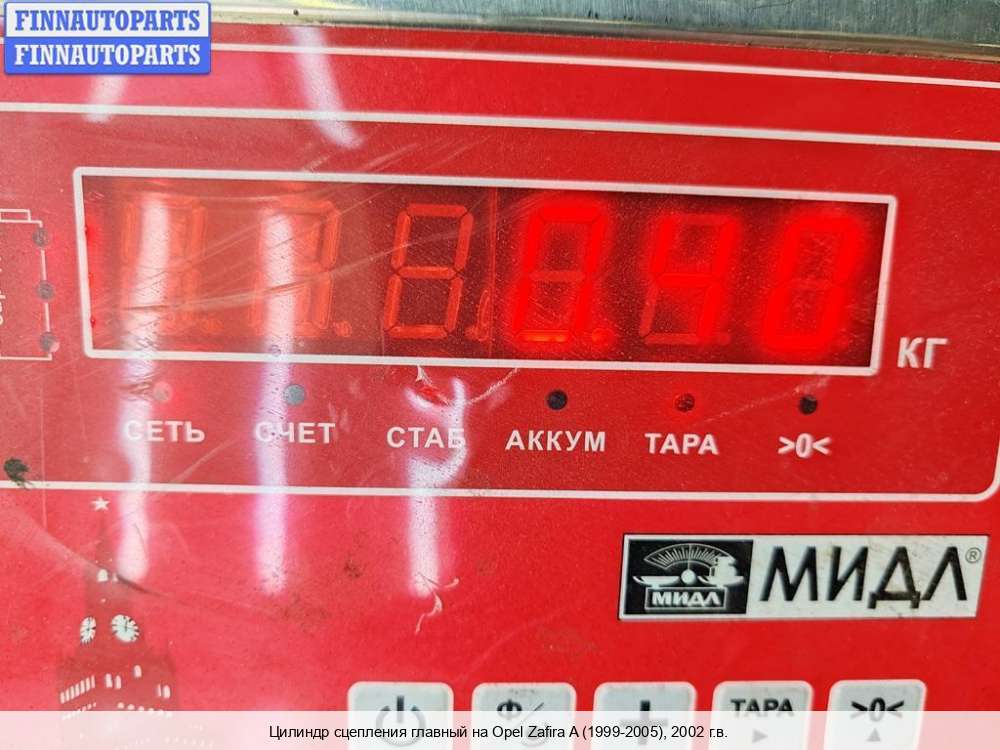 FINNAUTOPARTS
FINNAUTOPARTS
0.40
КГ
СЕТЬ СЧЕТ СТАБ АККУМ ТАРА >0<
МИДЛ МИДЛ®
ТАРА >0<
Цилиндр сцепления главный на Opel Zafira A (1999-2005), 2002 г.в.